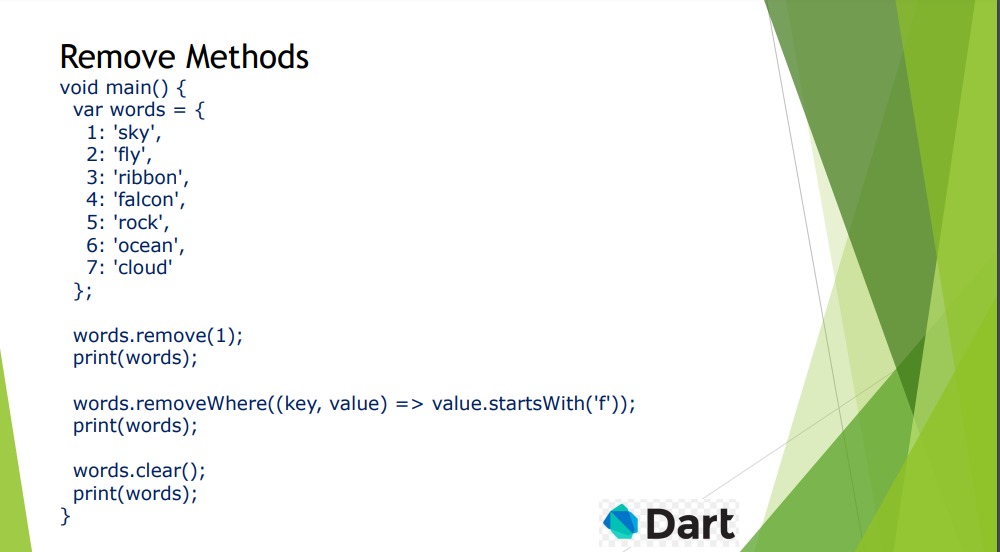 Remove Methods
void main() {
  var words = {
    1: 'sky',
    2: 'fly',
    3: 'ribbon',
    4: 'falcon',
    5: 'rock',
    6: 'ocean',
    7: 'cloud'
  };

  words.remove(1);
  print(words);

  words.removeWhere((key, value) => value.startsWith('f'));
  print(words);

  words.clear();
  print(words);
}
Dart